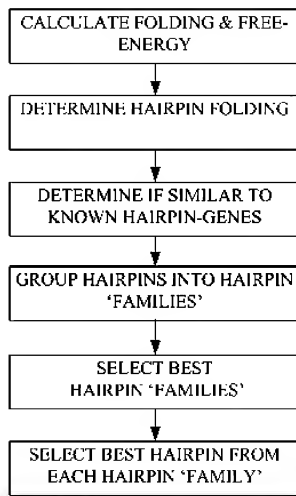 CALCULATE FOLDING & FREE-
ENERGY
DETERMINE HAIRPIN FOLDING
DETERMINE IF SIMILAR TO
KNOWN HAIRPIN-GENES
GROUP HAIRPINS INTO HAIRPIN
'FAMILIES'
SELECT BEST
HAIRPIN 'FAMILIES'
SELECT BEST HAIRPIN FROM
EACH HAIRPIN 'FAMILY'